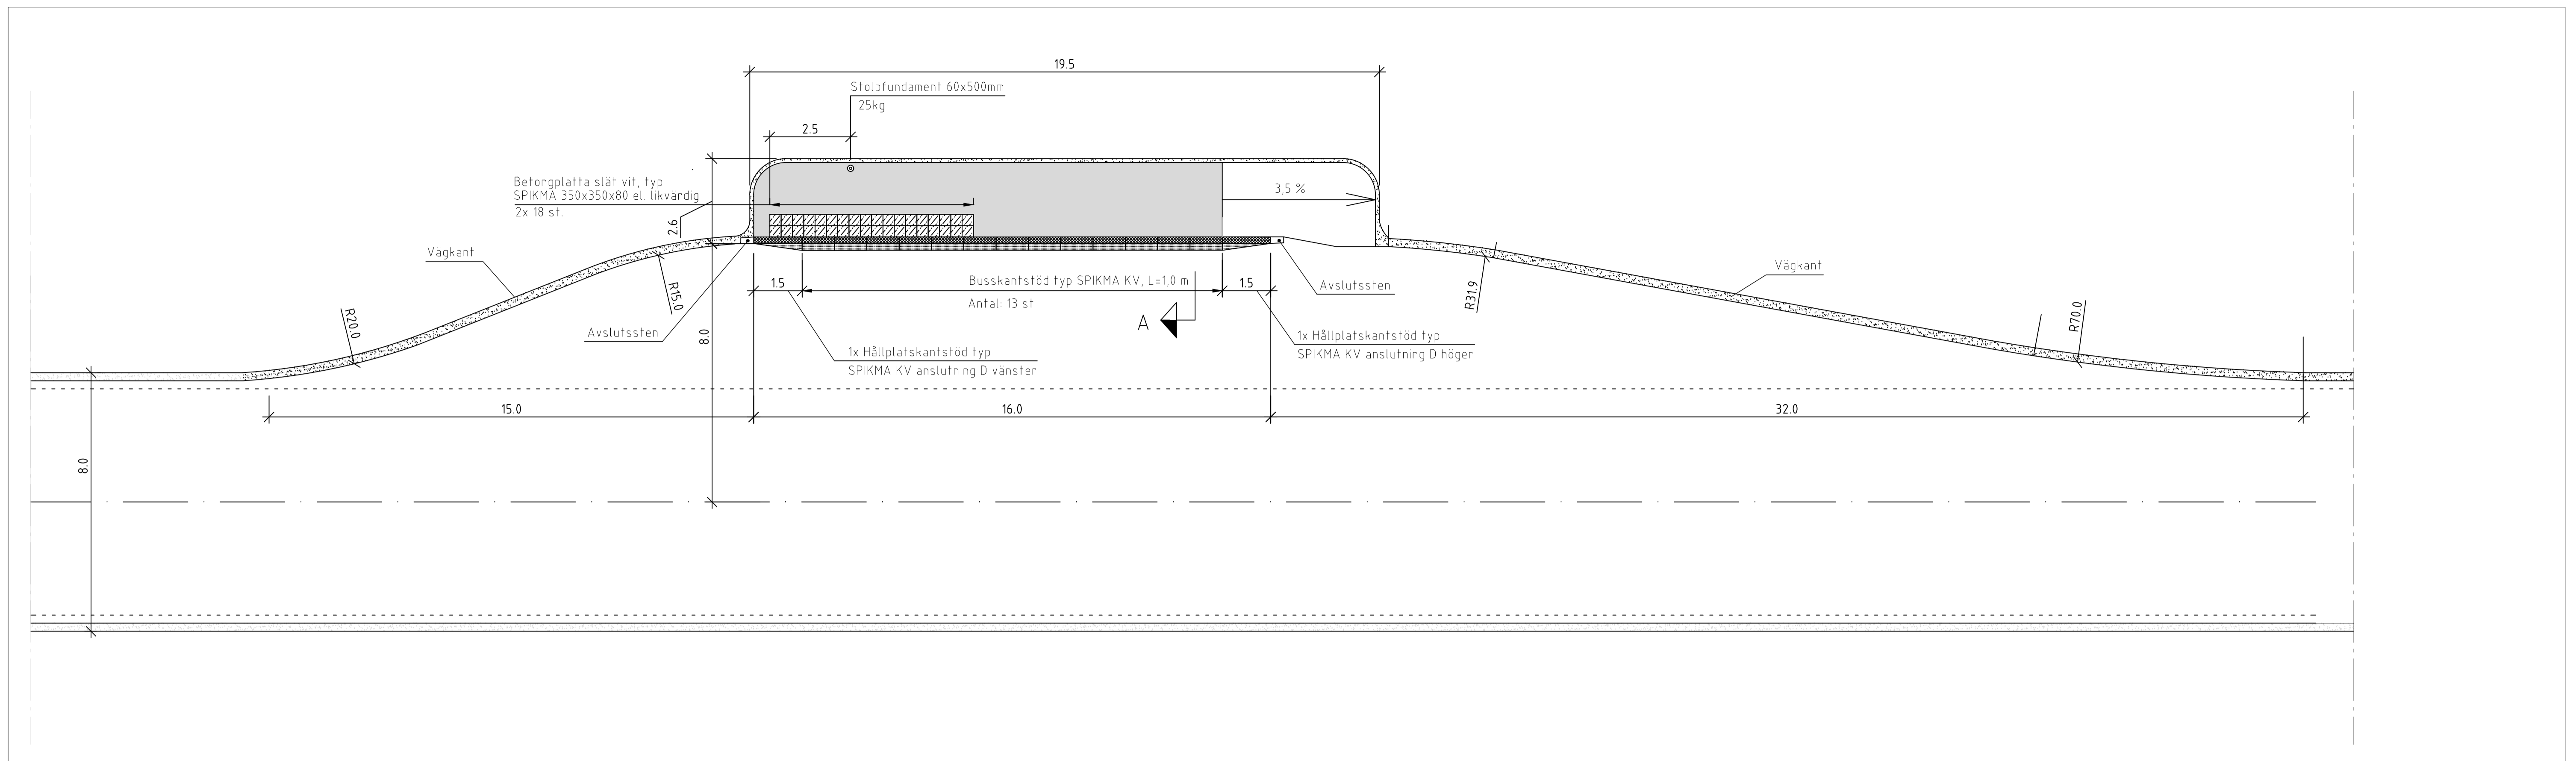 19.5
Stolpfundament 60x500mm
25kg
2.5
Betongplatta slät vit, typ
SPIKMA 350x350x80 el. likvärdig
2x 18 st.
3,5 %
2.6
Vägkant
Vägkant
R15.0
1.5
Busskantstöd typ SPIKMA KV, L=1,0 m
Antal: 13 st
1.5
Avslutssten
R31.9
R20.0
Avslutssten
8.0
A
R70.0
1x Hållplatskantstöd typ
SPIKMA KV anslutning D vänster
1x Hållplatskantstöd typ
SPIKMA KV anslutning D höger
15.0
16.0
32.0
8.0